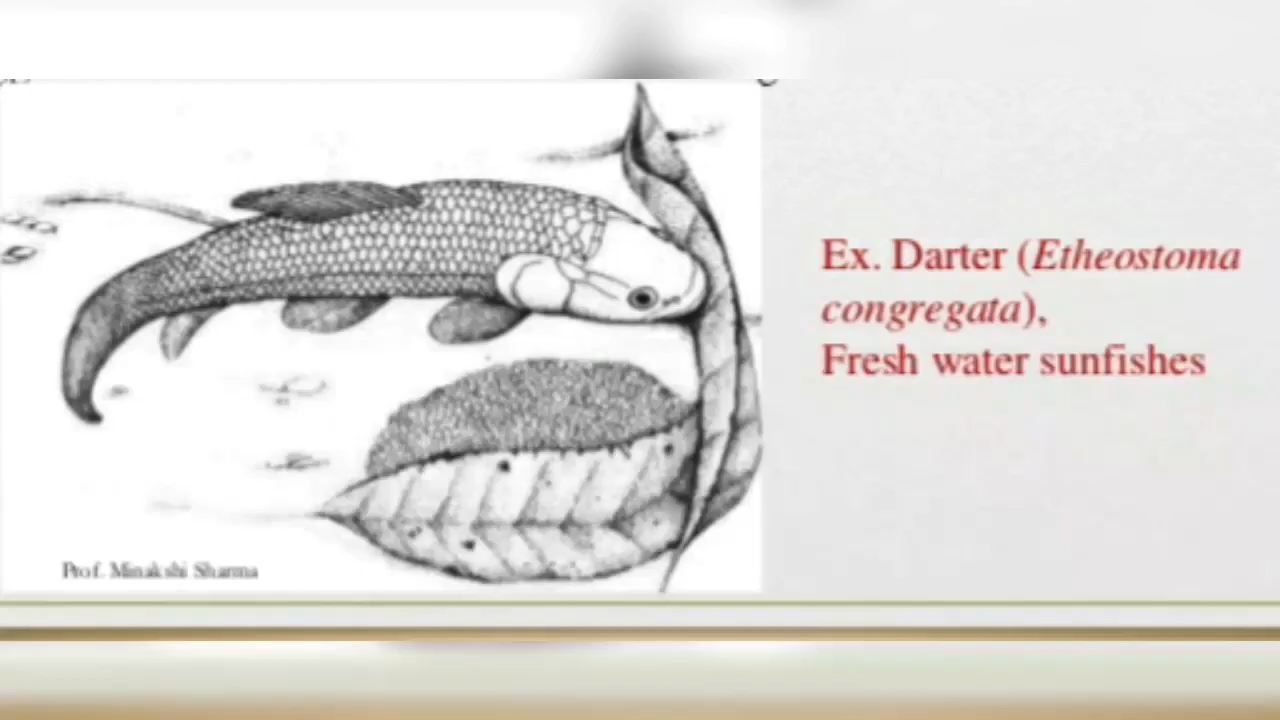 Ex. Darter (Etheostoma
congregata),
Fresh water sunfishes
Prof. Minakshi Sharma